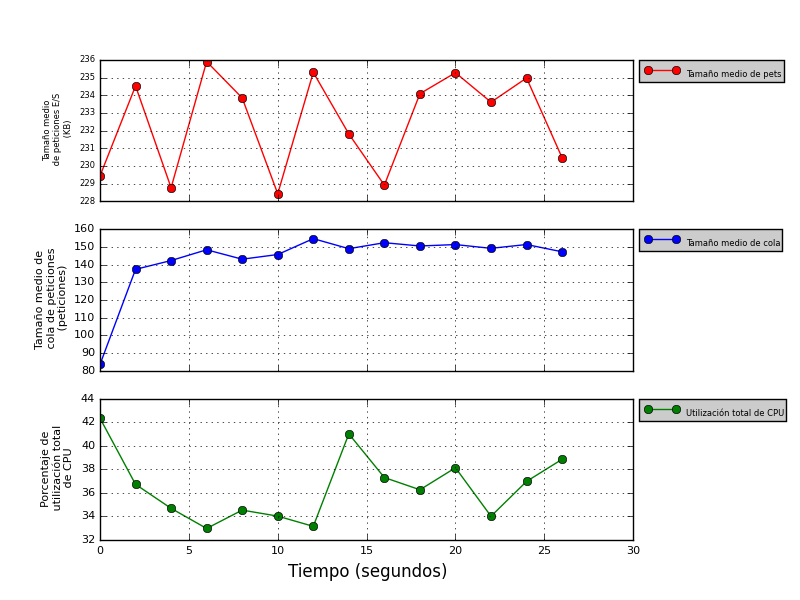 236
235
234
233
232
231
230
229
228
Tamaño medio
de peticiones E/S
(KB)
Tamaño medio de pets
160
150
140
130
120
110
100
90
80
Tamaño medio de
cola de peticiones
(peticiones)
Tamaño medio de cola
44
42
40
38
36
34
32
Porcentaje de
utilización total
de CPU
Utilización total de CPU
0 5 10 15 20 25 30
Tiempo (segundos)